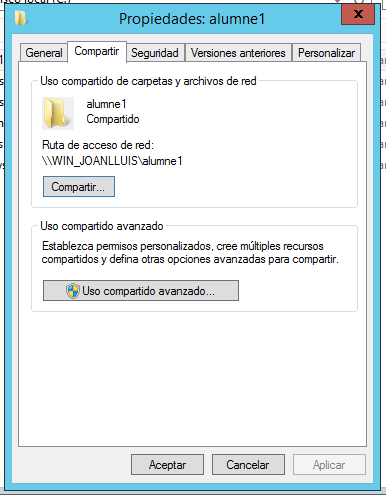 Propiedades: alumne1
x
General Compartir Seguridad Versiones anteriores Personalizar
Uso compartido de carpetas y archivos de red
alumne1
Compartido
Ruta de acceso de red:
\\WIN_JOANLLUIS\alumne1
Compartir...
Uso compartido avanzado
Establezca permisos personalizados, cree múltiples recursos
compartidos y defina otras opciones avanzadas para compartir.
Uso compartido avanzado...
Aceptar Cancelar Aplicar